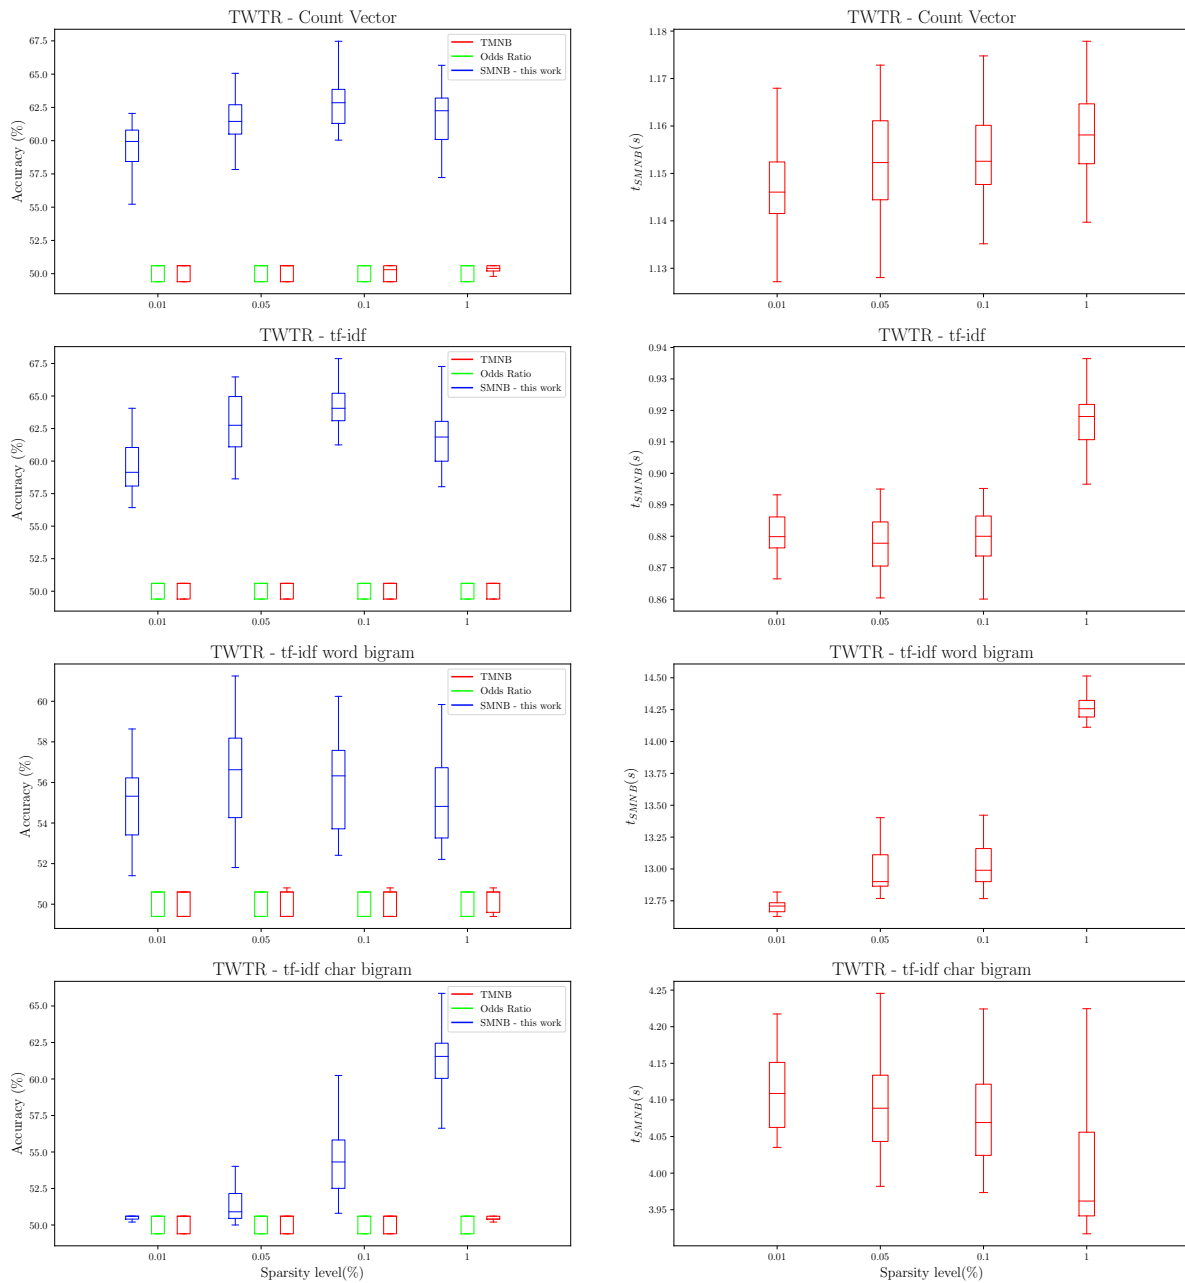 TWTR - Count Vector
67.5
65.0
62.5
60.0
57.5
55.0
52.5
50.0
Accuracy (%)
TMNB
Odds Ratio
SMNB - this work
0.01 0.05 0.1 1
TWTR - Count Vector
1.18
1.17
1.16
1.15
1.14
1.13
t_{SMNB}(s)
0.01 0.05 0.1 1
TWTR - tf-idf
67.5
65.0
62.5
60.0
57.5
55.0
52.5
50.0
Accuracy (%)
TMNB
Odds Ratio
SMNB - this work
0.01 0.05 0.1 1
TWTR - tf-idf
0.94
0.93
0.92
0.91
0.90
0.89
0.88
0.87
0.86
t_{SMNB}(s)
0.01 0.05 0.1 1
TWTR - tf-idf word bigram
60
58
56
54
52
50
Accuracy (%)
TMNB
Odds Ratio
SMNB - this work
0.01 0.05 0.1 1
TWTR - tf-idf word bigram
14.50
14.25
14.00
13.75
13.50
13.25
13.00
12.75
t_{SMNB}(s)
0.01 0.05 0.1 1
TWTR - tf-idf char bigram
65.0
62.5
60.0
57.5
55.0
52.5
50.0
Accuracy (%)
TMNB
Odds Ratio
SMNB - this work
0.01 0.05 0.1 1
Sparsity level(%)
TWTR - tf-idf char bigram
4.25
4.20
4.15
4.10
4.05
4.00
3.95
t_{SMNB}(s)
0.01 0.05 0.1 1
Sparsity level(%)